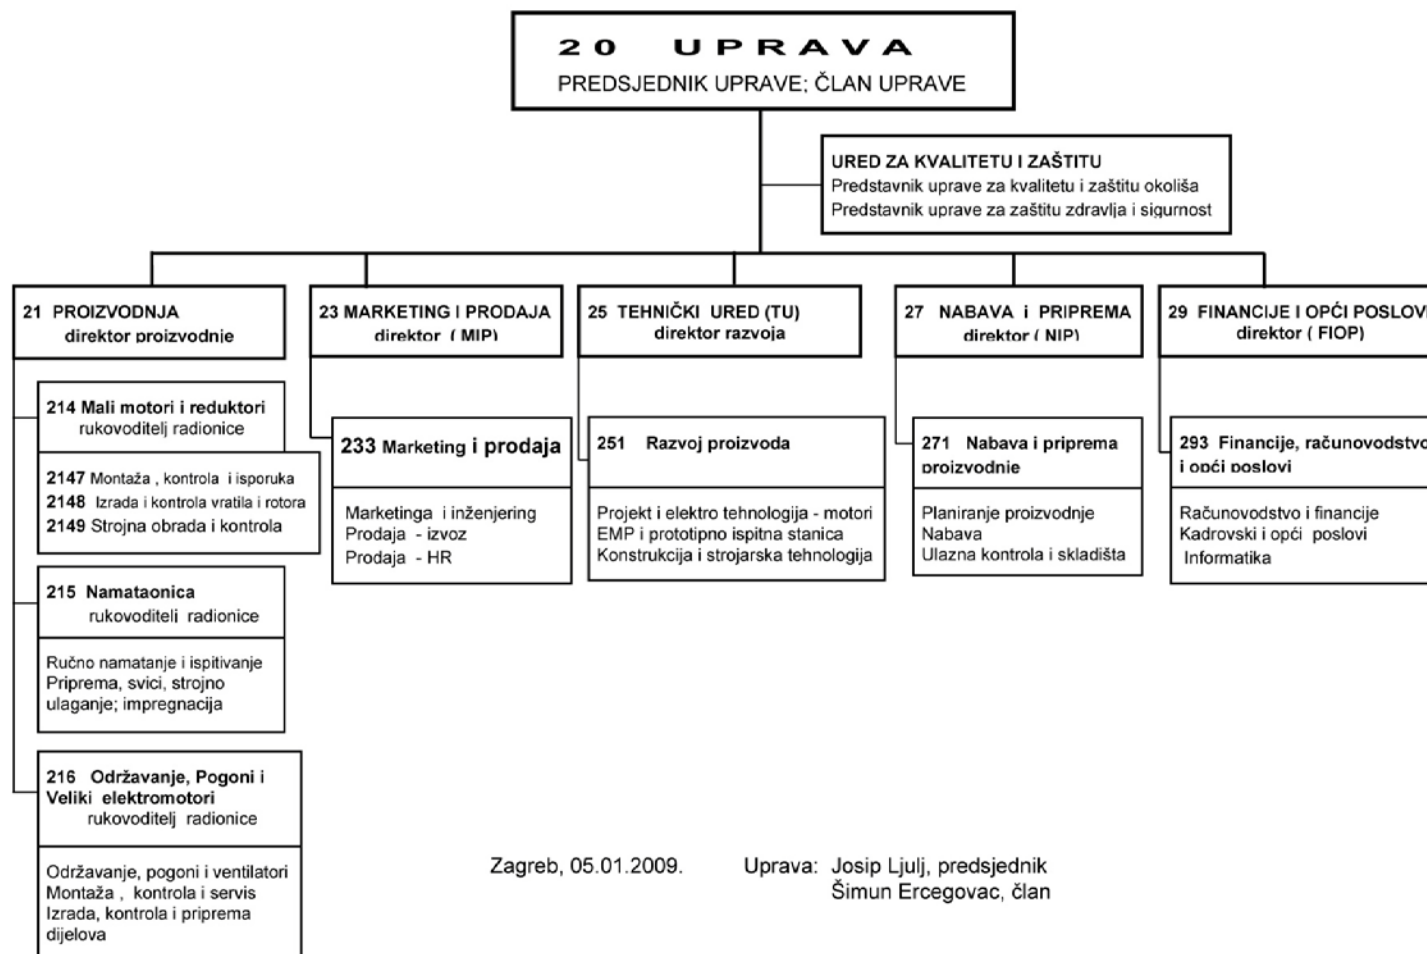 20 UPRAVA
PREDSJEDNIK UPRAVE; ČLAN UPRAVE
URED ZA KVALITETU I ZAŠTITU
Predstavnik uprave za kvalitetu i zaštitu okoliša
Predstavnik uprave za zaštitu zdravlja i sigurnost
21 PROIZVODNJA
direktor proizvodnje
23 MARKETING I PRODAJA
direktor ( MIP)
25 TEHNIČKI URED (TU)
direktor razvoja
27 NABAVA i PRIPREMA
direktor ( NIP)
29 FINANCIJE I OPĆI POSLOVI
direktor ( FIOP)
214 Mali motori i reduktori
rukovoditelj radionice
2147 Montaža , kontrola i isporuka
2148 Izrada i kontrola vratila i rotora
2149 Strojna obrada i kontrola
215 Namataonica
rukovoditelj radionice
Ručno namatanje i ispitivanje
Priprema, svici, strojno
ulaganje; impregnacija
216 Održavanje, Pogoni i
Veliki elektromotori
rukovoditelj radionice
Održavanje, pogoni i ventilatori
Montaža , kontrola i servis
Izrada, kontrola i priprema
dijelova
233 Marketing i prodaja
Marketinga i inženjering
Prodaja - izvoz
Prodaja - HR
251 Razvoj proizvoda
Projekt i elektro tehnologija - motori
EMP i prototipno ispitna stanica
Konstrukcija i strojarska tehnologija
271 Nabava i priprema
proizvodnje
Planiranje proizvodnje
Nabava
Ulazna kontrola i skladišta
293 Financije, računovodstvo
i opći poslovi
Računovodstvo i financije
Kadrovski i opći poslovi
Informatika
Zagreb, 05.01.2009.
Uprava: Josip Ljulj, predsjednik
Šimun Ercegovac, član